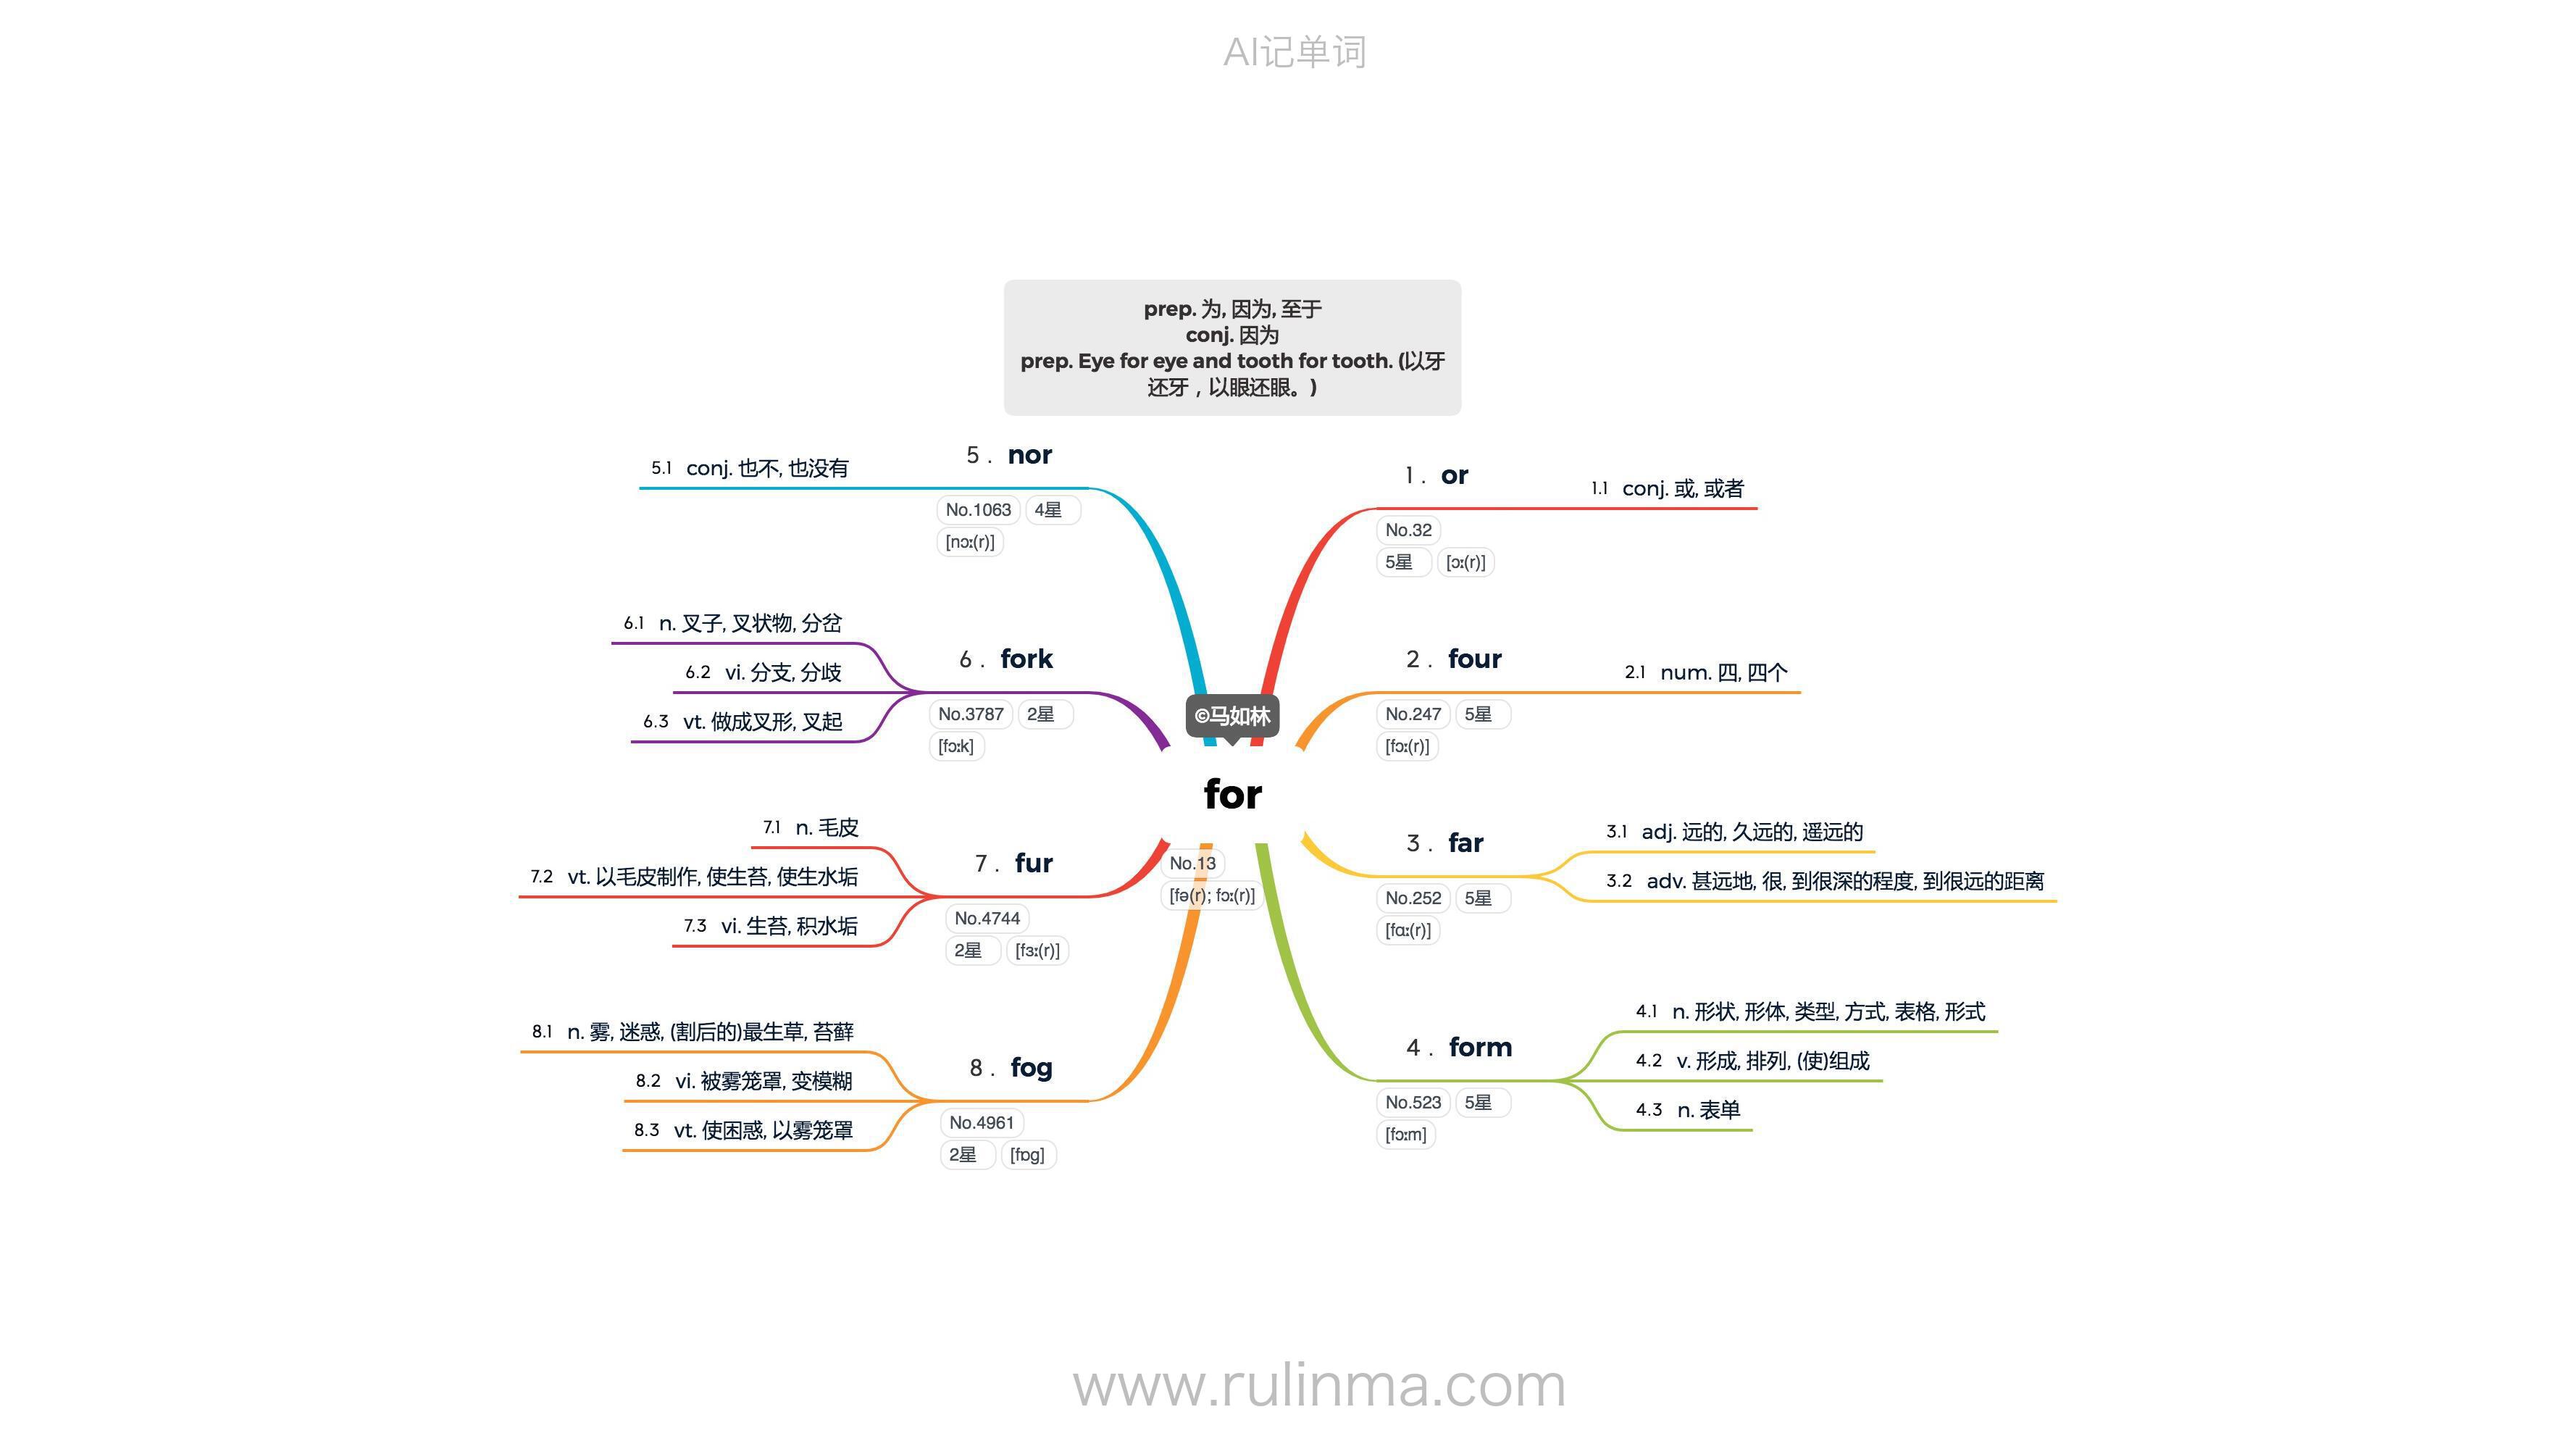 AI记单词
prep. 为, 因为, 至于
conj. 因为
prep. Eye for eye and tooth for tooth. (以牙
还牙，以眼还眼。)
©马如林
for
No.13
[fə(r); fɔː(r)]
1 . or
No.32
5星 [ɔː(r)]
1.1 conj. 或, 或者
2 . four
No.247 5星
[fɔː(r)]
2.1 num. 四, 四个
3 . far
No.252 5星
[fɑː(r)]
3.1 adj. 远的, 久远的, 遥远的
3.2 adv. 甚远地, 很, 到很深的程度, 到很远的距离
4 . form
No.523 5星
[fɔːm]
4.1 n. 形状, 形体, 类型, 方式, 表格, 形式
4.2 v. 形成, 排列, (使)组成
4.3 n. 表单
5 . nor
No.1063 4星
[nɔː(r)]
5.1 conj. 也不, 也没有
6 . fork
No.3787 2星
[fɔːk]
6.1 n. 叉子, 叉状物, 分岔
6.2 vi. 分支, 分歧
6.3 vt. 做成叉形, 叉起
7 . fur
No.4744
2星 [fɜː(r)]
7.1 n. 毛皮
7.2 vt. 以毛皮制作, 使生苔, 使生水垢
7.3 vi. 生苔, 积水垢
8 . fog
No.4961
2星 [fɒg]
8.1 n. 雾, 迷惑, (割后的)最生草, 苔藓
8.2 vi. 被雾笼罩, 变模糊
8.3 vt. 使困惑, 以雾笼罩
www.rulinma.com